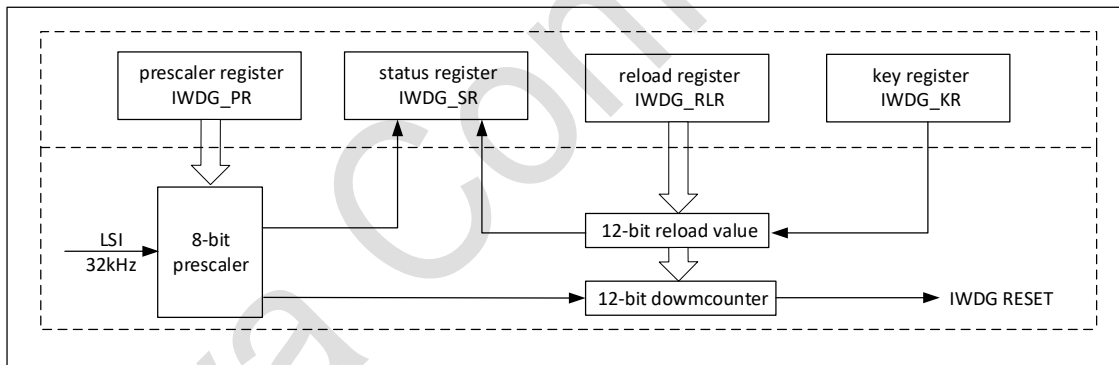 prescaler register
IWDG_PR
status register
IWDG_SR
reload register
IWDG_RLR
key register
IWDG_KR
LSI
32kHz
8-bit
prescaler
12-bit reload value
12-bit dowmcounter
IWDG RESET